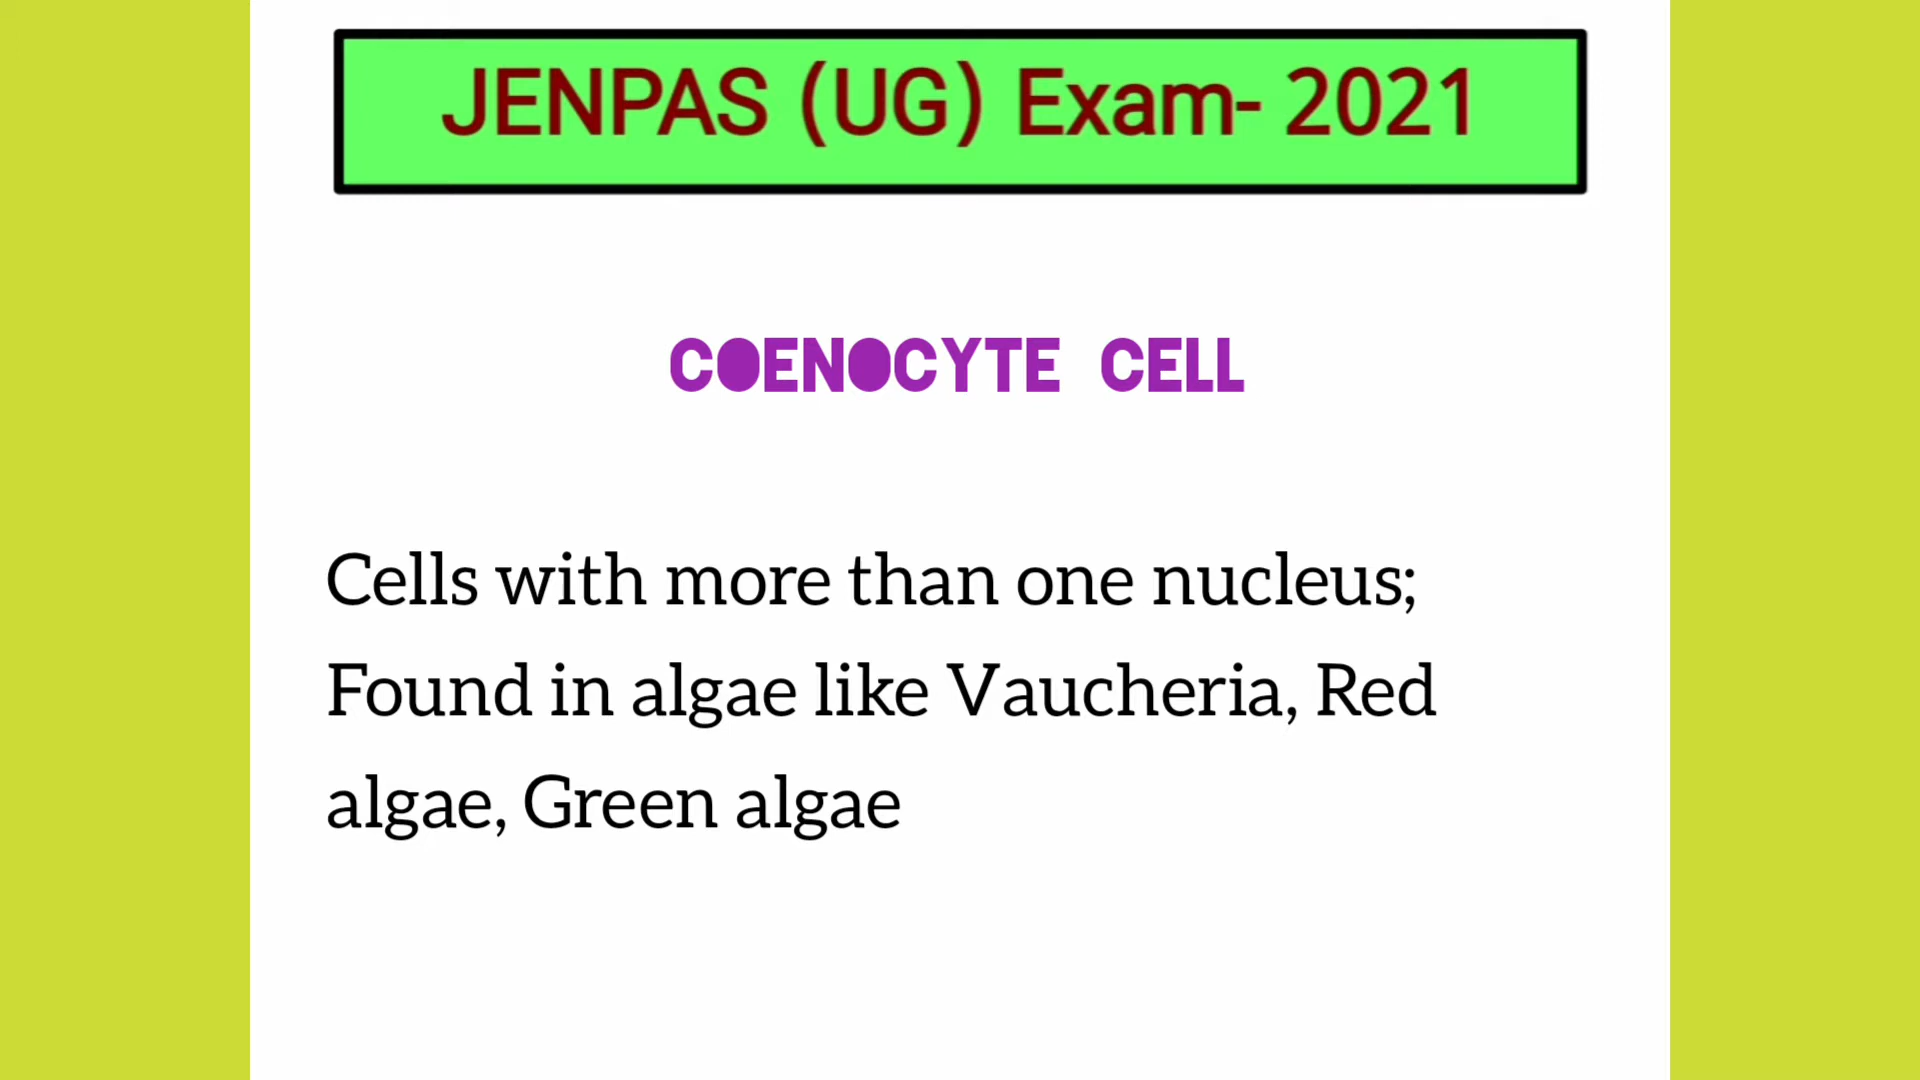 JENPAS (UG) Exam- 2021
COENOCYTE CELL
Cells with more than one nucleus;
Found in algae like Vaucheria, Red
algae, Green algae